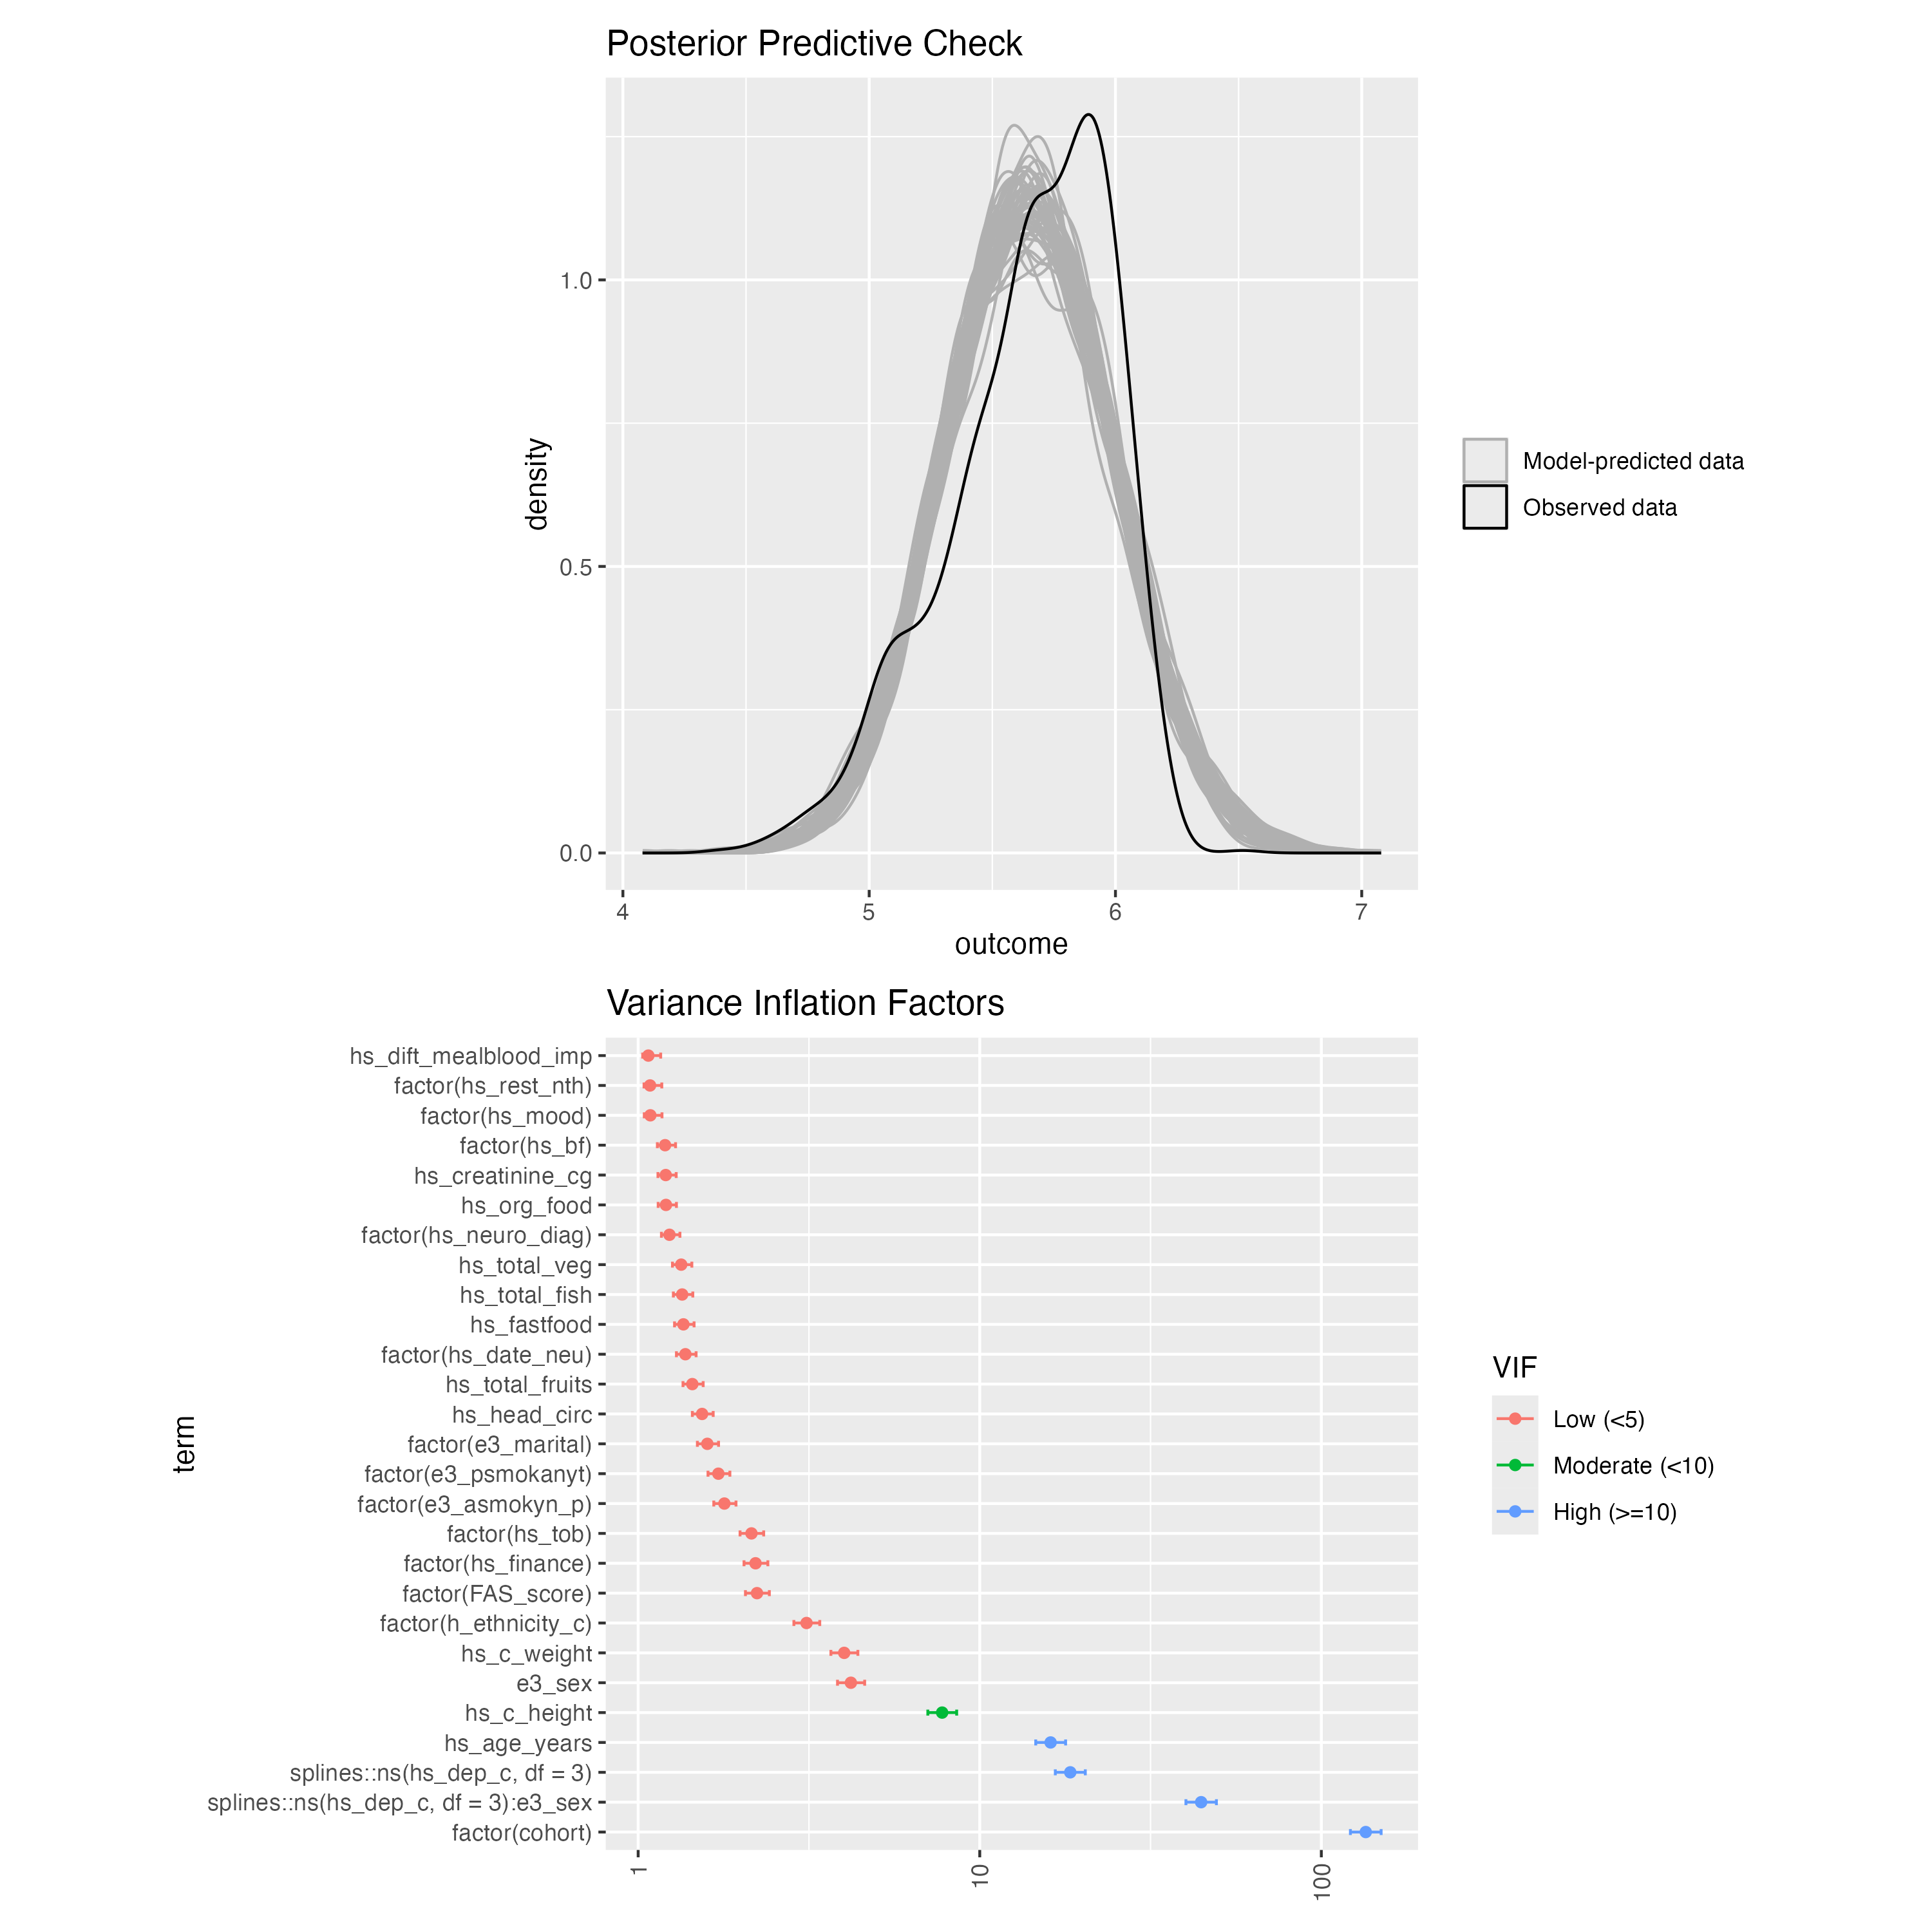 Posterior Predictive Check
density
1.0
0.5
0.0
4
5
6
7
outcome
Model-predicted data
Observed data
Variance Inflation Factors
term
hs_dift_mealblood_imp
factor(hs_rest_nth)
factor(hs_mood)
factor(hs_bf)
hs_creatinine_cg
hs_org_food
factor(hs_neuro_diag)
hs_total_veg
hs_total_fish
hs_fastfood
factor(hs_date_neu)
hs_total_fruits
hs_head_circ
factor(e3_marital)
factor(e3_psmokanyt)
factor(e3_asmokyn_p)
factor(hs_tob)
factor(hs_finance)
factor(FAS_score)
factor(h_ethnicity_c)
hs_c_weight
e3_sex
hs_c_height
hs_age_years
splines::ns(hs_dep_c, df = 3)
splines::ns(hs_dep_c, df = 3):e3_sex
factor(cohort)
1
10
100
VIF
Low (<5)
Moderate (<10)
High (>=10)